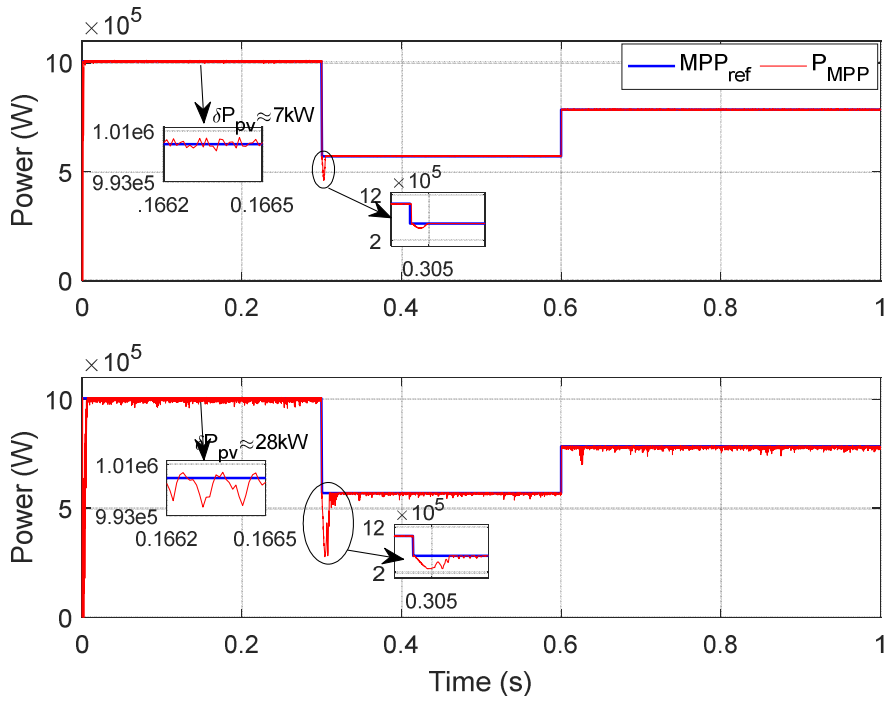 ×10^5
MPP_ref P_MPP
10
δP_pv≈7kW
1.01e6
9.93e5
.1662 0.1665
Power (W)
5
×10^5
12
2
0.305
0
0 0.2 0.4 0.6 0.8 1
×10^5
10
δP_pv≈28kW
1.01e6
9.93e5
0.1662 0.1665
Power (W)
5
×10^5
12
2
0.305
0
0 0.2 0.4 0.6 0.8 1
Time (s)